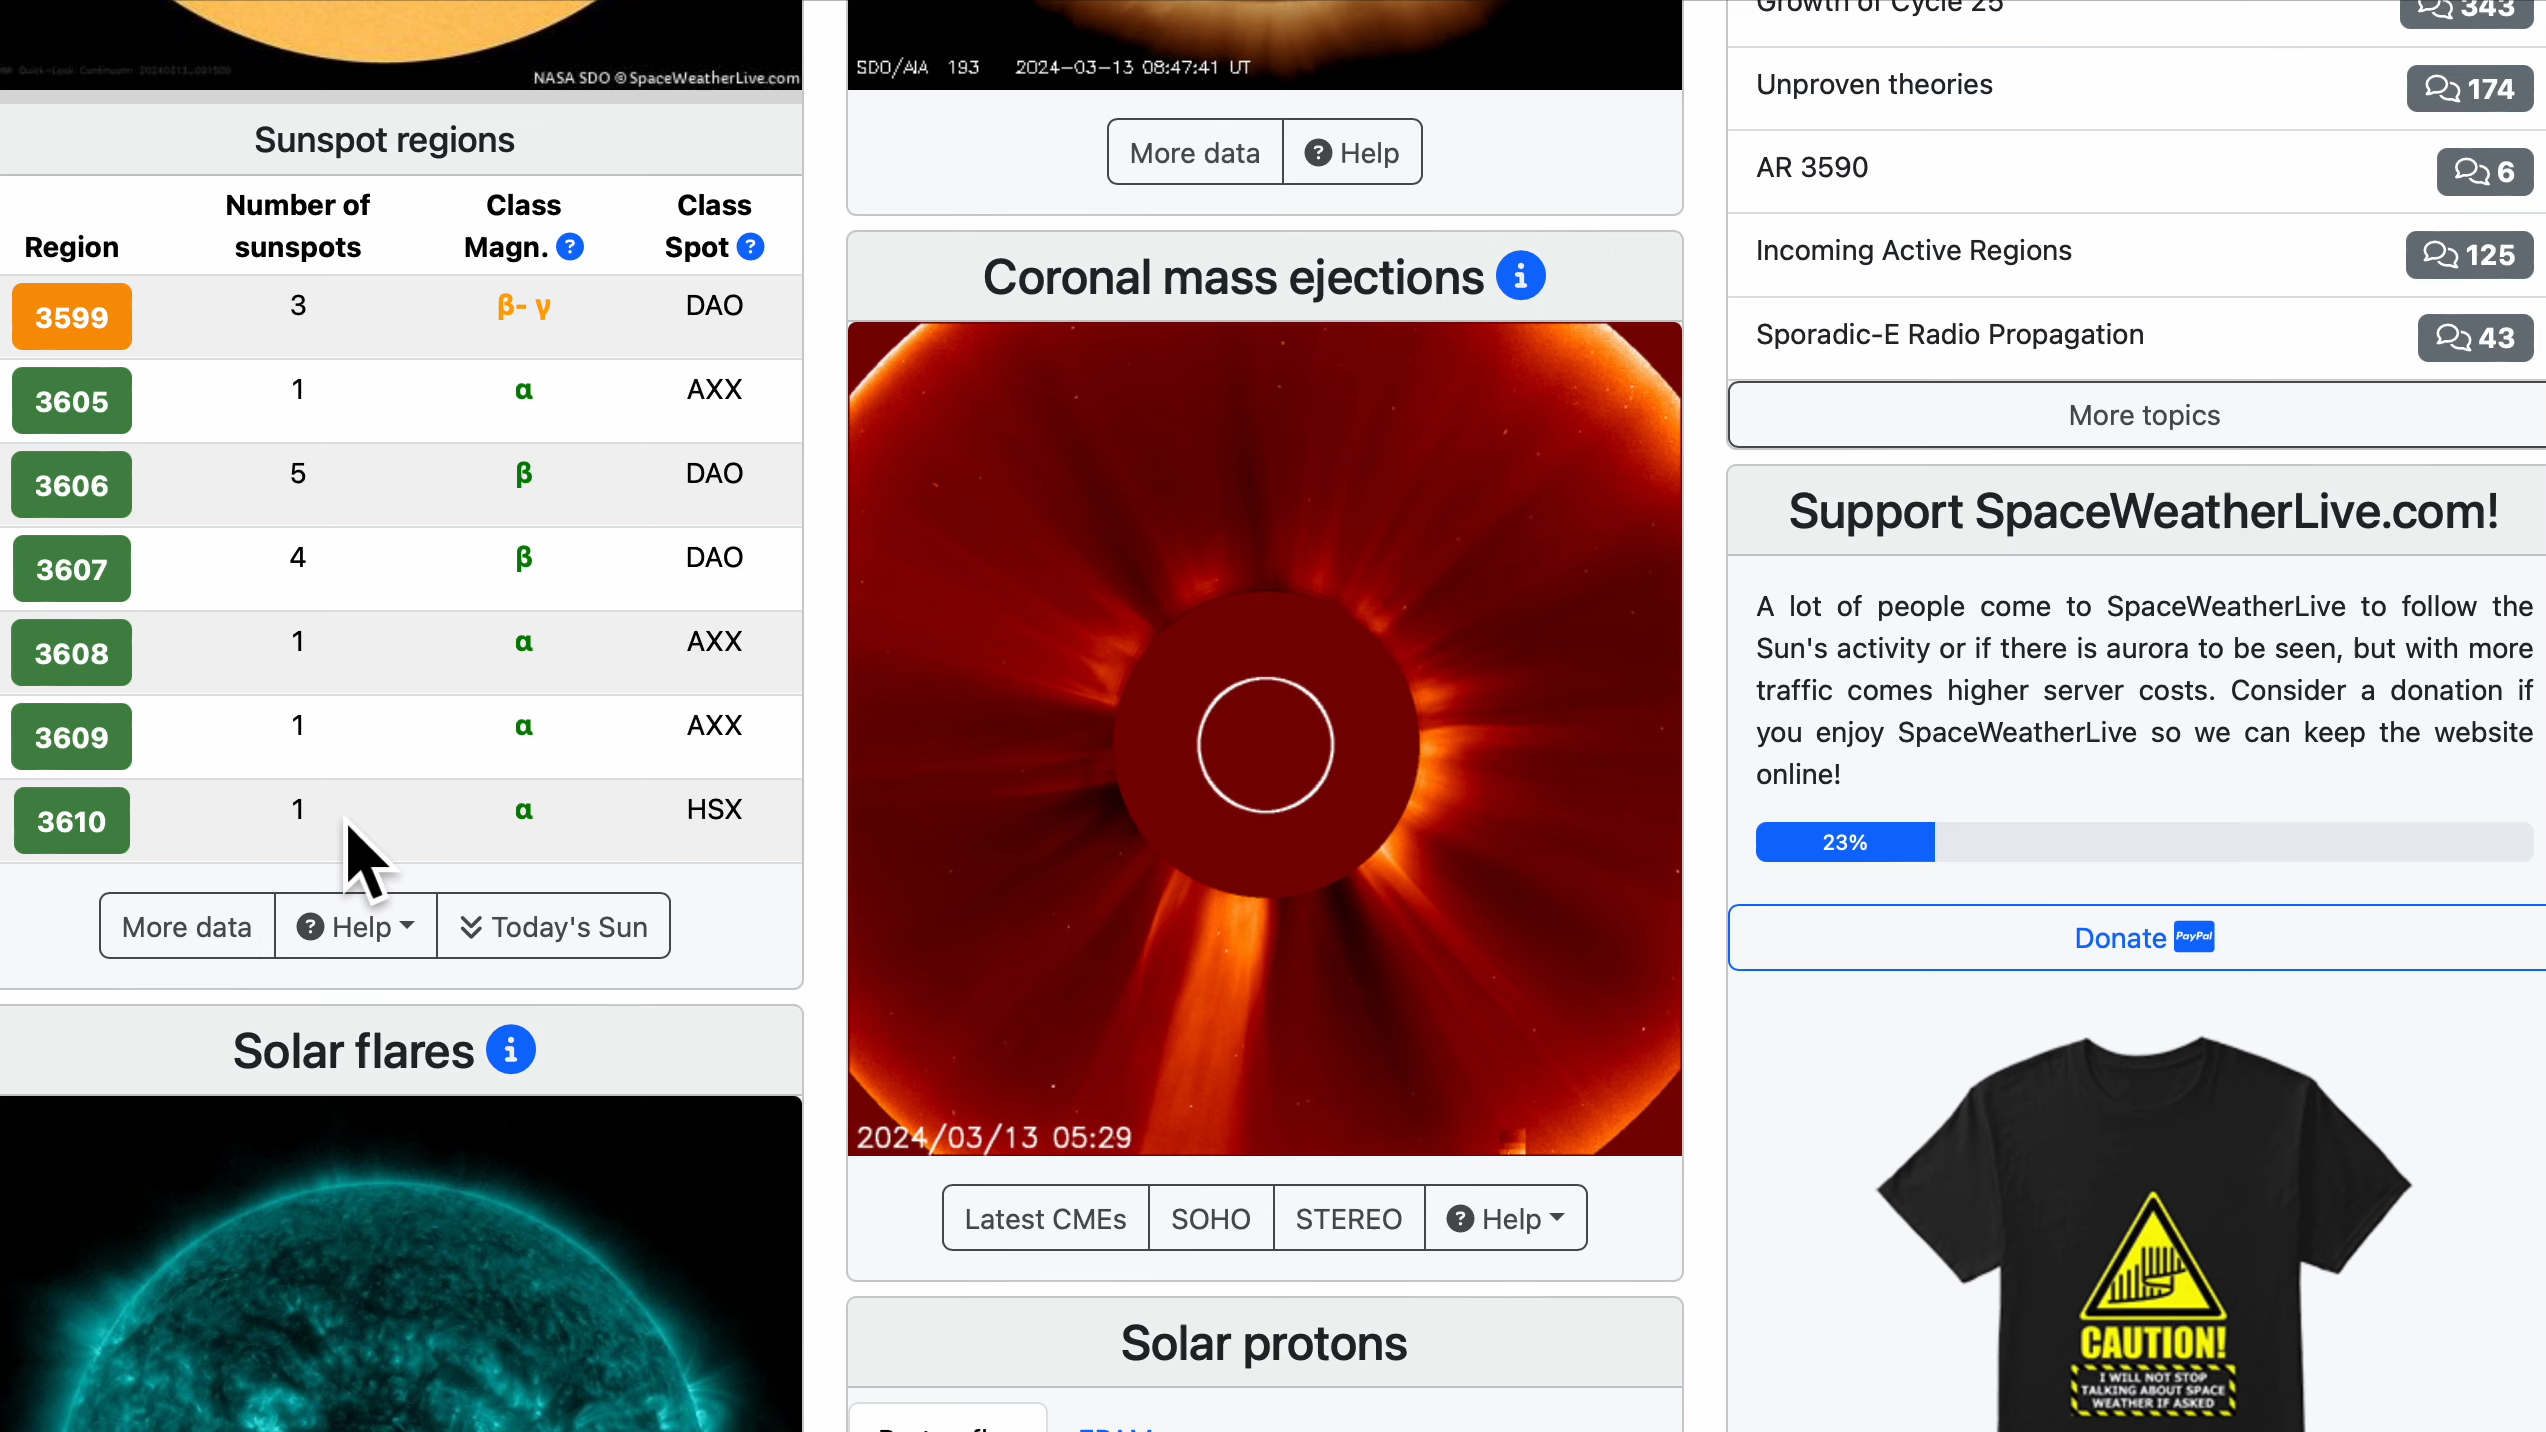 NASA SDO © SpaceWeatherLive.com
Sunspot regions
Region Number of sunspots Class Magn. Class Spot
3599 3 β- γ DAO
3605 1 α AXX
3606 5 β DAO
3607 4 β DAO
3608 1 α AXX
3609 1 α AXX
3610 1 α HSX
More data Help Today's Sun
Solar flares
SDO/AIA 193 2024-03-13 08:47:41 UT
More data Help
Coronal mass ejections
2024/03/13 05:29
Latest CMEs SOHO STEREO Help
Solar protons
Growth of Cycle 25 343
Unproven theories 174
AR 3590 6
Incoming Active Regions 125
Sporadic-E Radio Propagation 43
More topics
Support SpaceWeatherLive.com!
A lot of people come to SpaceWeatherLive to follow the
Sun's activity or if there is aurora to be seen, but with more
traffic comes higher server costs. Consider a donation if
you enjoy SpaceWeatherLive so we can keep the website
online!
23%
Donate PayPal
CAUTION!
I WILL NOT STOP
TALKING ABOUT SPACE
WEATHER IF ASKED